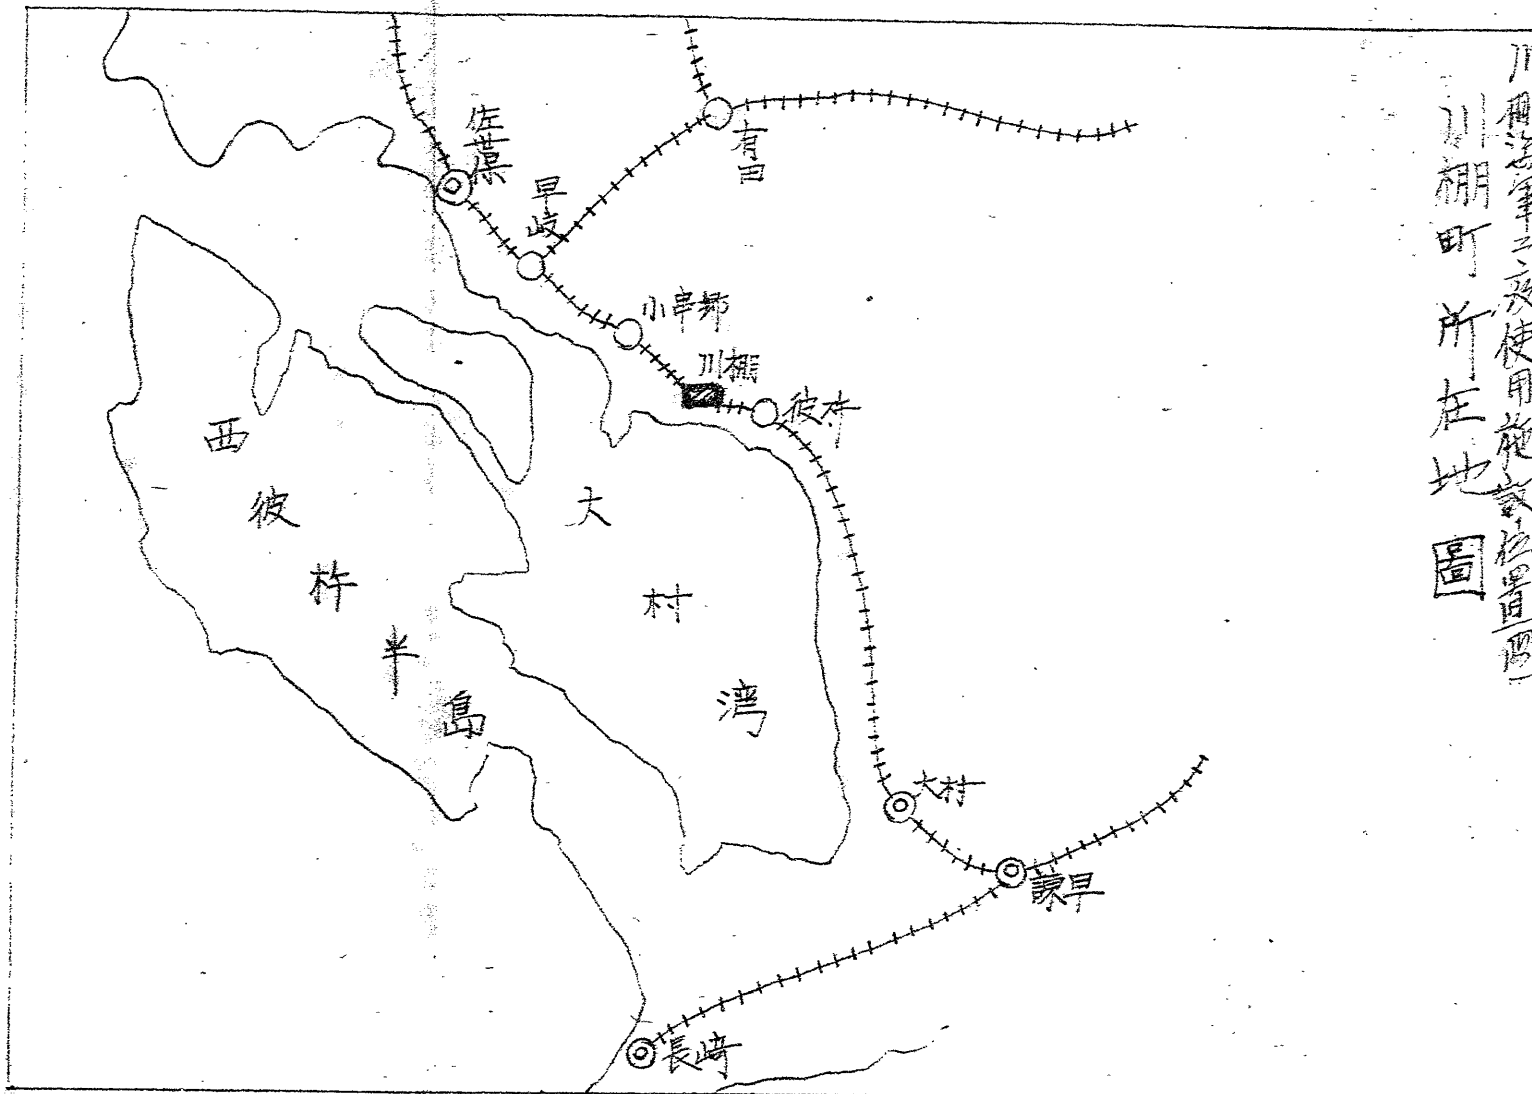 川棚海軍工廠使用施設位置図
川棚町所在地圖
佐世保
有田
早岐
小串郷
川棚
彼杵
西彼杵半島
大村湾
大村
諫早
長崎